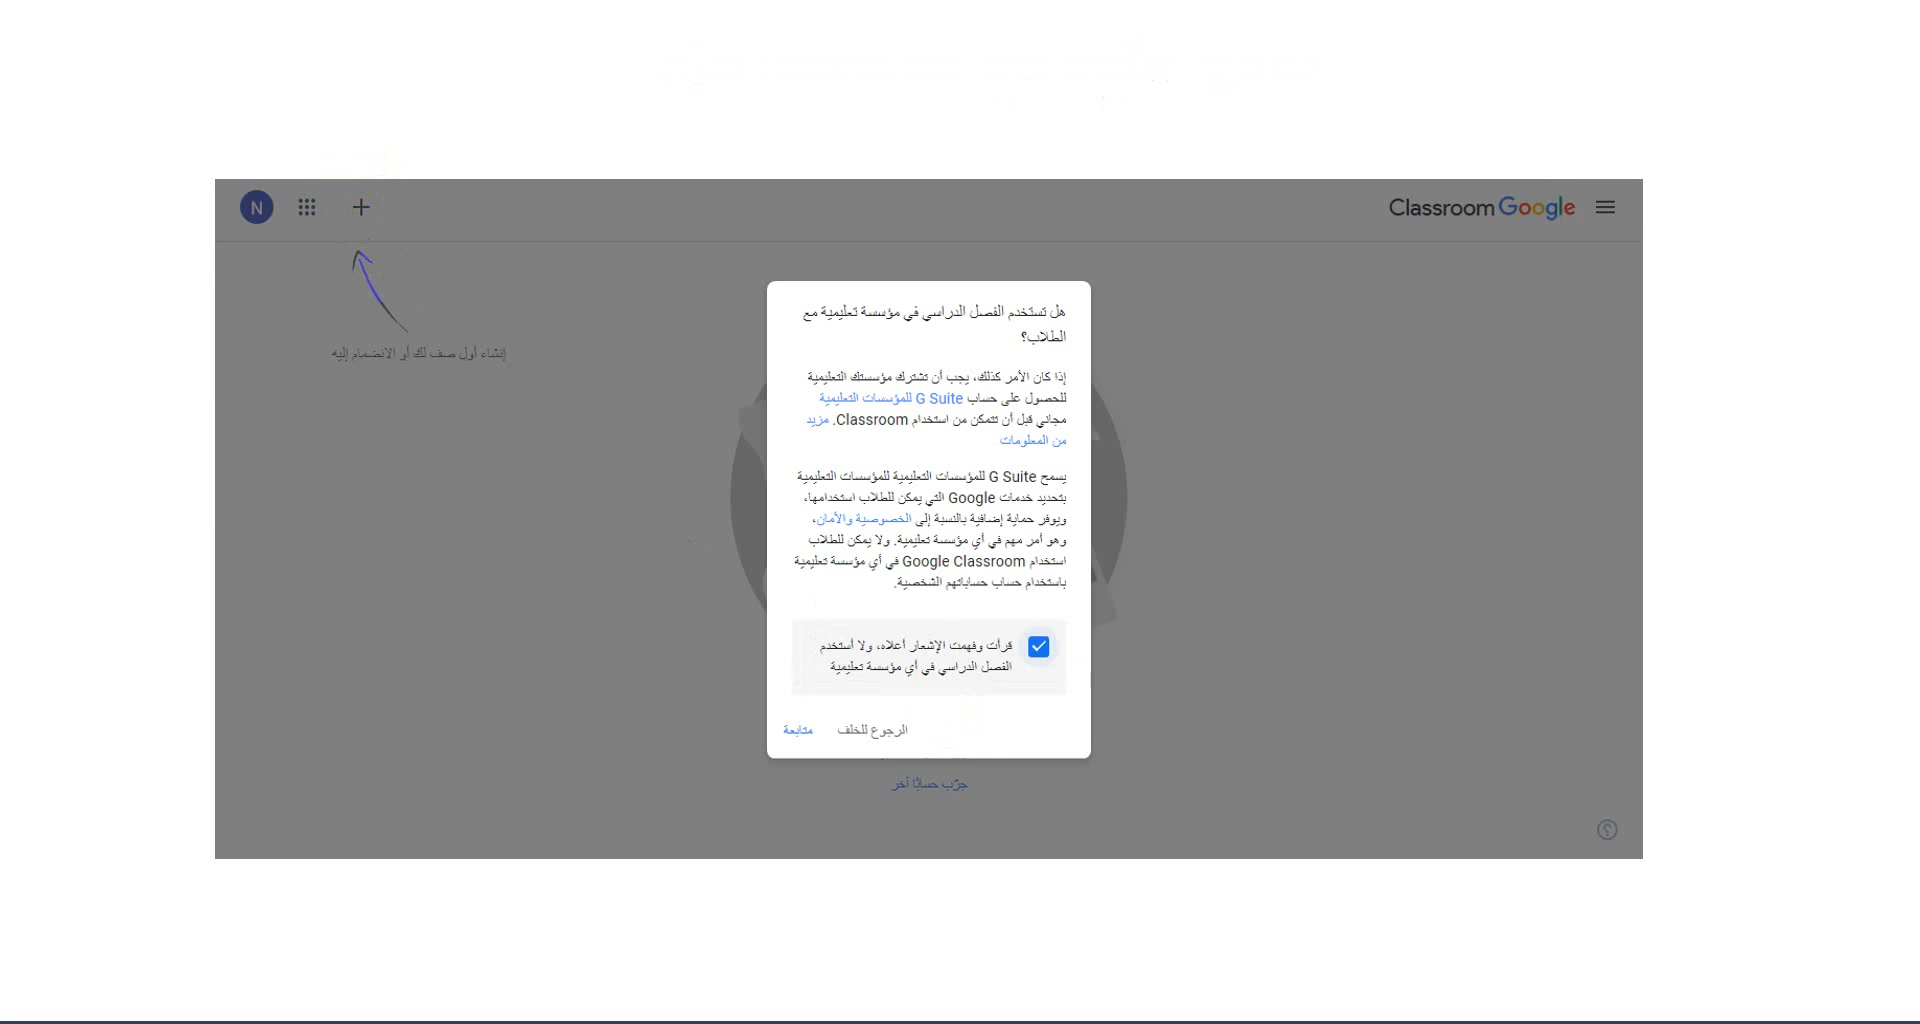 Classroom Google
N
إنشاء أول صف لك أو الانضمام إليه
هل تستخدم الفصل الدراسي في مؤسسة تعليمية مع
الطلاب؟
إذا كان الأمر كذلك، يجب أن تشترك مؤسستك التعليمية
للحصول على حساب G Suite للمؤسسات التعليمية
مجاني قبل أن تتمكن من استخدام Classroom. مزيد
من المعلومات
يسمح G Suite للمؤسسات التعليمية للمؤسسات التعليمية
بتحديد خدمات Google التي يمكن للطلاب استخدامها،
ويوفر حماية إضافية بالنسبة إلى الخصوصية والأمان،
وهو أمر مهم في أي مؤسسة تعليمية. ولا يمكن للطلاب
استخدام Google Classroom في أي مؤسسة تعليمية
باستخدام حساب حساباتهم الشخصية.
قرأت وفهمت الإشعار أعلاه، ولا أستخدم
الفصل الدراسي في أي مؤسسة تعليمية
الرجوع للخلف
متابعة
جرّب حسابًا آخر